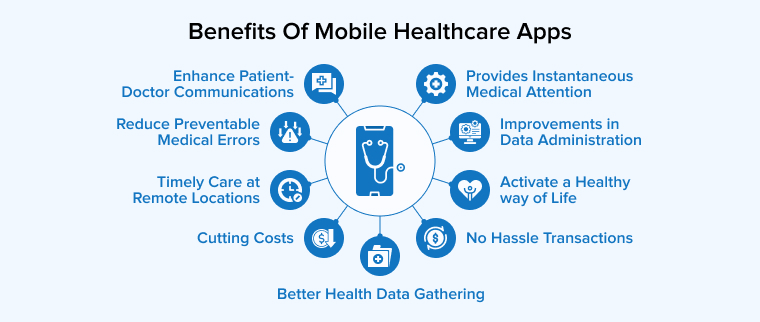 Benefits Of Mobile Healthcare Apps
Enhance Patient-
Doctor Communications
Provides Instantaneous
Medical Attention
Reduce Preventable
Medical Errors
Improvements in
Data Administration
Timely Care at
Remote Locations
Activate a Healthy
way of Life
Cutting Costs
No Hassle Transactions
Better Health Data Gathering